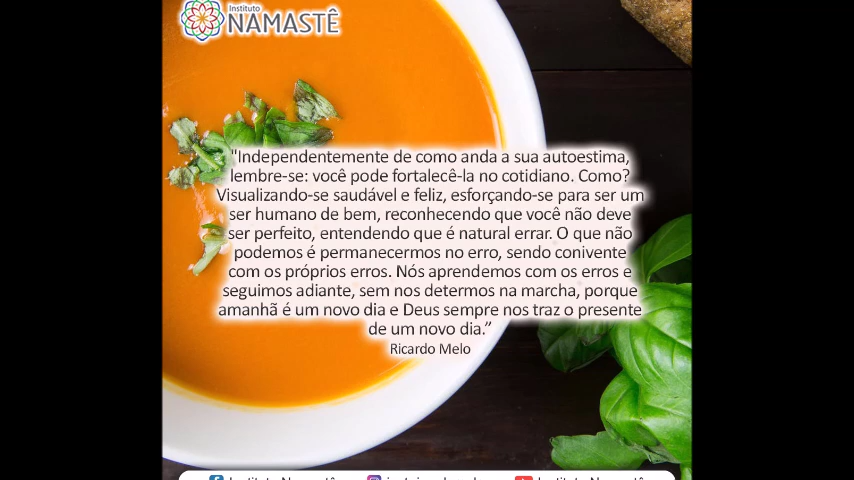 Instituto
NAMASTÊ
"Independentemente de como anda a sua autoestima,
lembre-se: você pode fortalecê-la no cotidiano. Como?
Visualizando-se saudável e feliz, esforçando-se para ser um
ser humano de bem, reconhecendo que você não deve
ser perfeito, entendendo que é natural errar. O que não
podemos é permanecermos no erro, sendo conivente
com os próprios erros. Nós aprendemos com os erros e
seguimos adiante, sem nos determos na marcha, porque
amanhã é um novo dia e Deus sempre nos traz o presente
de um novo dia.”
Ricardo Melo